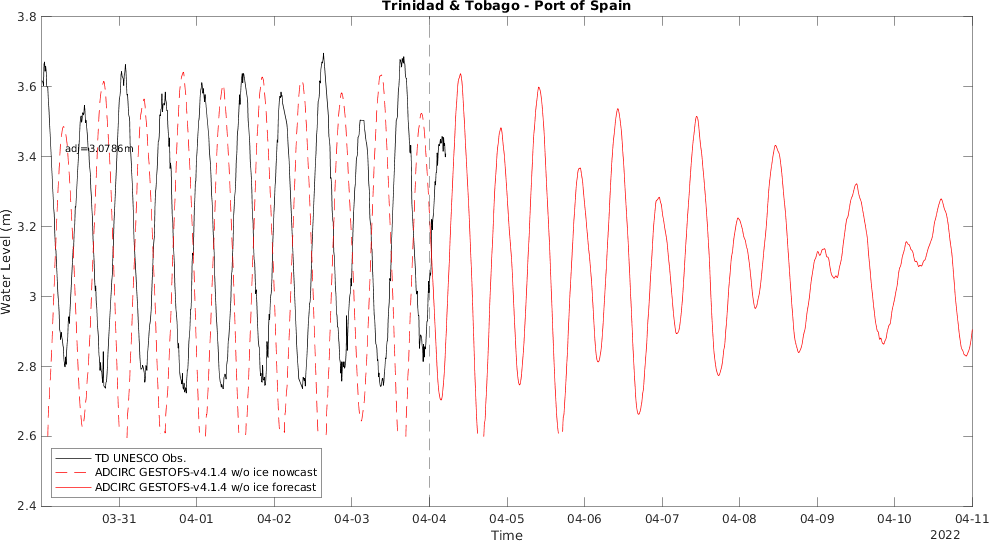 Trinidad & Tobago - Port of Spain
3.8
3.6
3.4
3.2
3
2.8
2.6
2.4
Water Level (m)
adj=3.0786m
TD UNESCO Obs.
ADCIRC GESTOFS-v4.1.4 w/o ice nowcast
ADCIRC GESTOFS-v4.1.4 w/o ice forecast
03-31 04-01 04-02 04-03 04-04 04-05 04-06 04-07 04-08 04-09 04-10 04-11
Time
2022